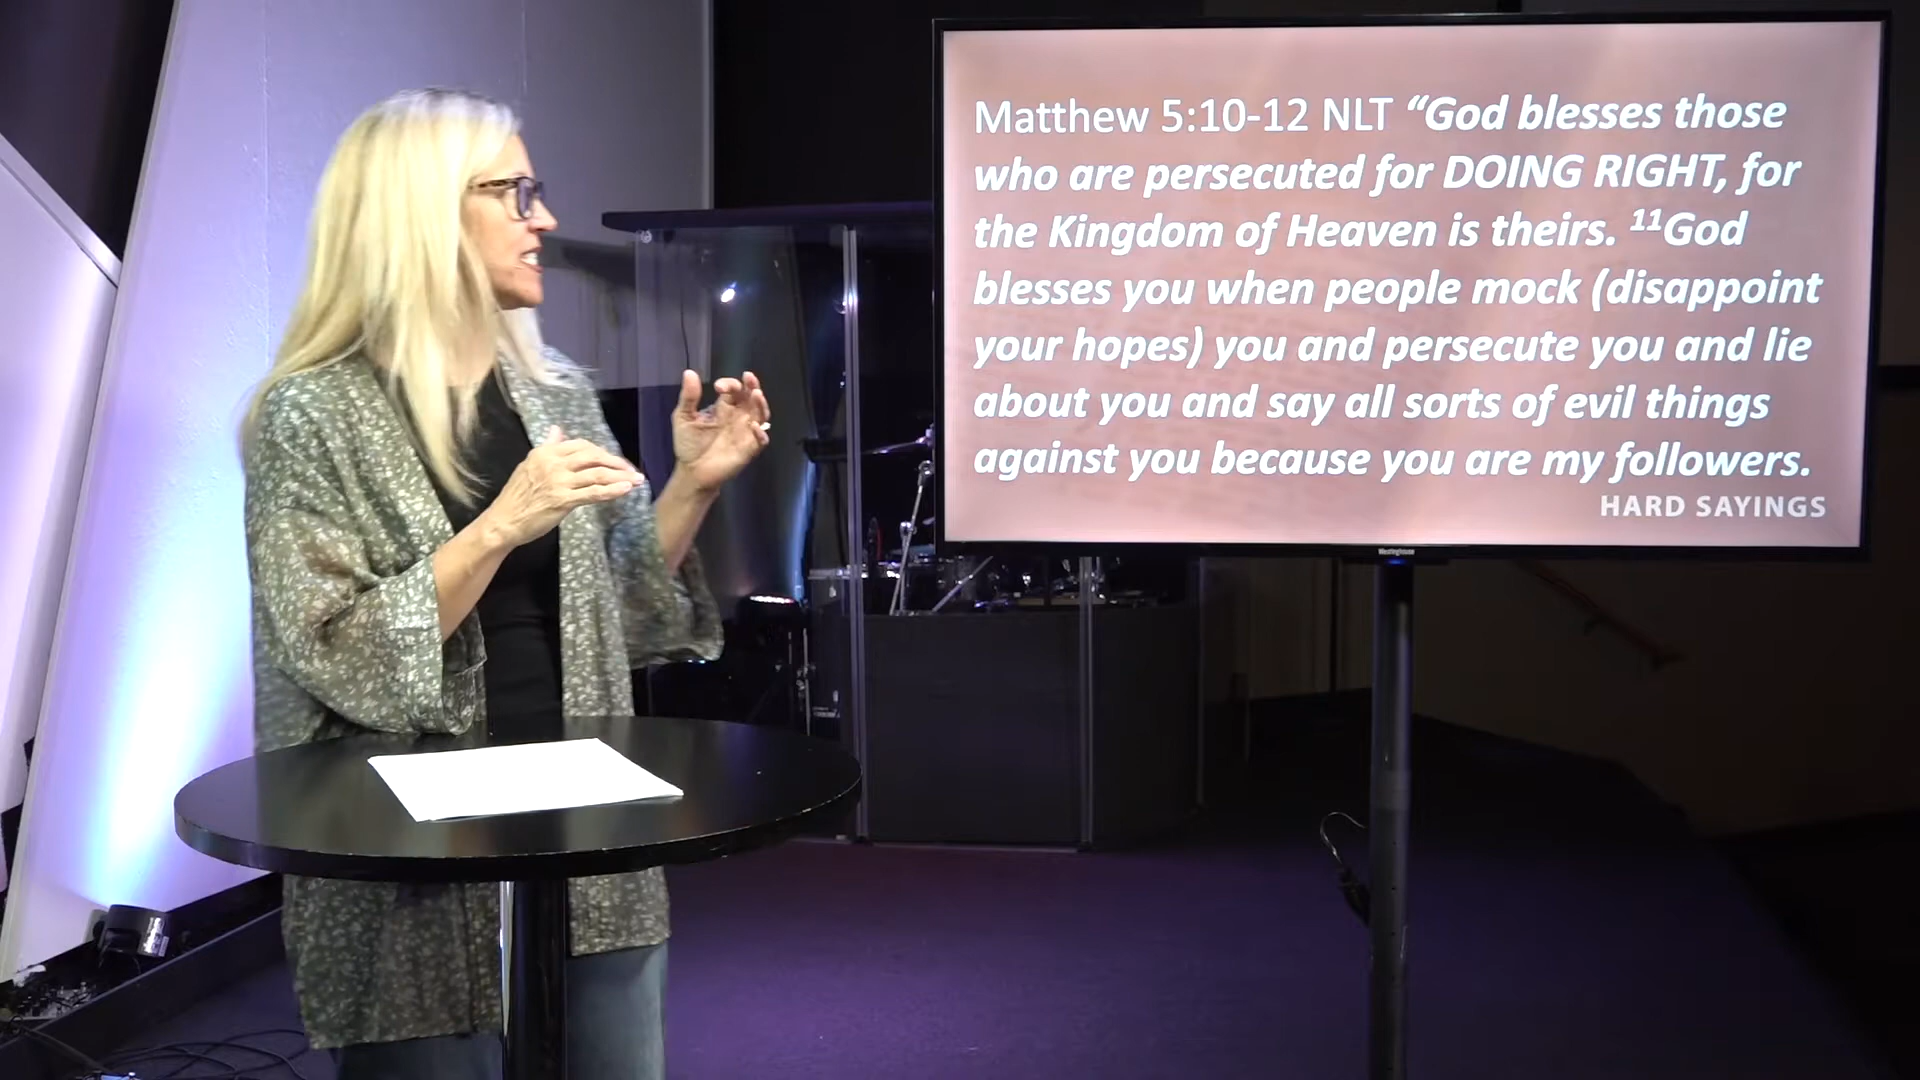 Matthew 5:10-12 NLT “God blesses those
who are persecuted for DOING RIGHT, for
the Kingdom of Heaven is theirs. ¹¹God
blesses you when people mock (disappoint
your hopes) you and persecute you and lie
about you and say all sorts of evil things
against you because you are my followers.
HARD SAYINGS
Westinghouse